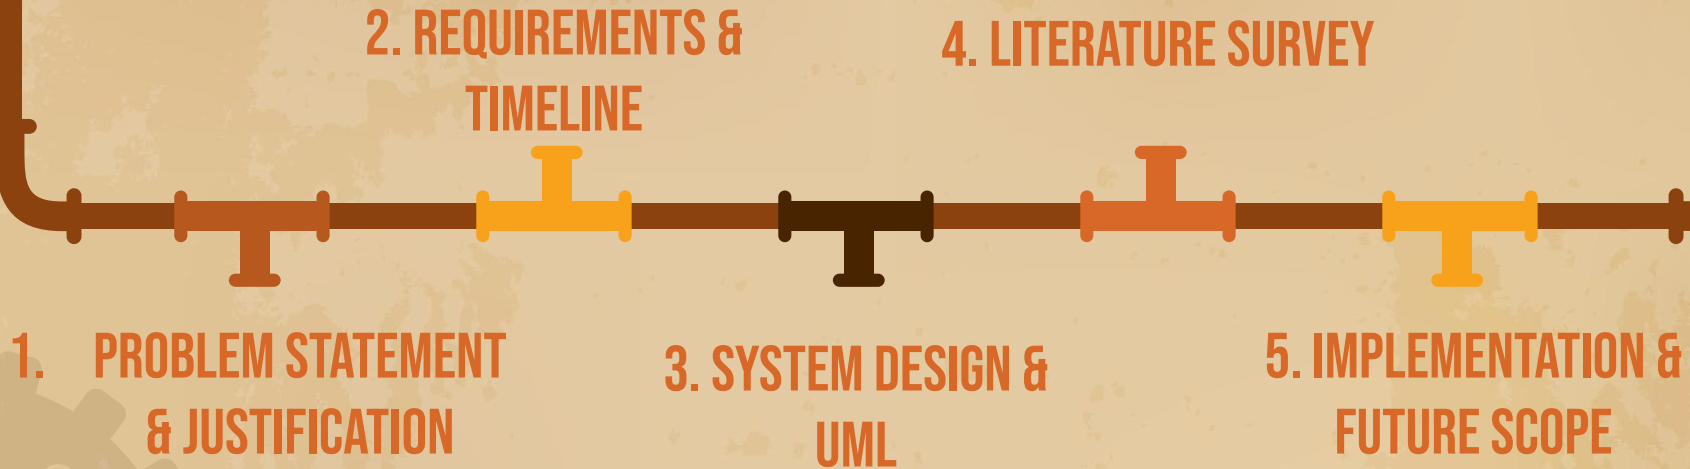 1. PROBLEM STATEMENT
& JUSTIFICATION
2. REQUIREMENTS &
TIMELINE
3. SYSTEM DESIGN &
UML
4. LITERATURE SURVEY
5. IMPLEMENTATION &
FUTURE SCOPE